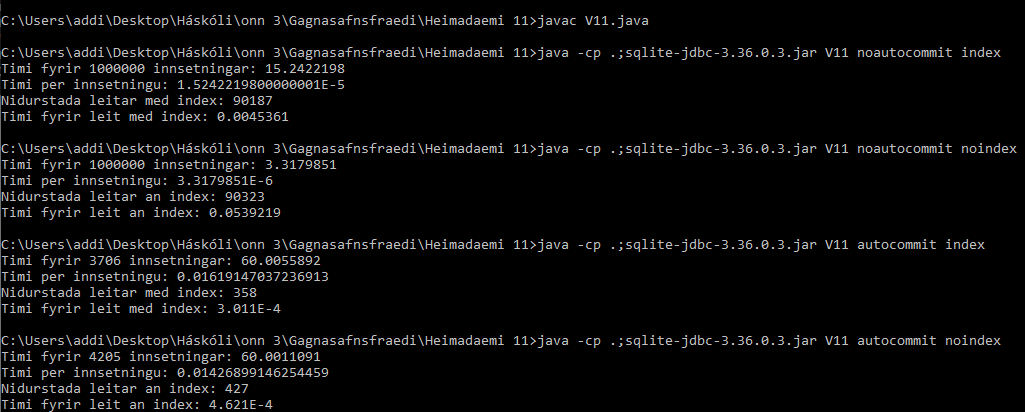 C:\Users\addi\Desktop\Háskóli\onn 3\Gagnasafnsfraedi\Heimadaemi 11>javac V11.java
C:\Users\addi\Desktop\Háskóli\onn 3\Gagnasafnsfraedi\Heimadaemi 11>java -cp .;sqlite-jdbc-3.36.0.3.jar V11 noautocommit index
Timi fyrir 1000000 innsetningar: 15.2422198
Timi per innsetningu: 1.5242219800000001E-5
Nidurstada leitar med index: 90187
Timi fyrir leit med index: 0.0045361
C:\Users\addi\Desktop\Háskóli\onn 3\Gagnasafnsfraedi\Heimadaemi 11>java -cp .;sqlite-jdbc-3.36.0.3.jar V11 noautocommit noindex
Timi fyrir 1000000 innsetningar: 3.3179851
Timi per innsetningu: 3.3179851E-6
Nidurstada leitar an index: 90323
Timi fyrir leit an index: 0.0539219
C:\Users\addi\Desktop\Háskóli\onn 3\Gagnasafnsfraedi\Heimadaemi 11>java -cp .;sqlite-jdbc-3.36.0.3.jar V11 autocommit index
Timi fyrir 3706 innsetningar: 60.0055892
Timi per innsetningu: 0.01619147037236913
Nidurstada leitar med index: 358
Timi fyrir leit med index: 3.011E-4
C:\Users\addi\Desktop\Háskóli\onn 3\Gagnasafnsfraedi\Heimadaemi 11>java -cp .;sqlite-jdbc-3.36.0.3.jar V11 autocommit noindex
Timi fyrir 4205 innsetningar: 60.0011091
Timi per innsetningu: 0.01426899146254459
Nidurstada leitar an index: 427
Timi fyrir leit an index: 4.621E-4